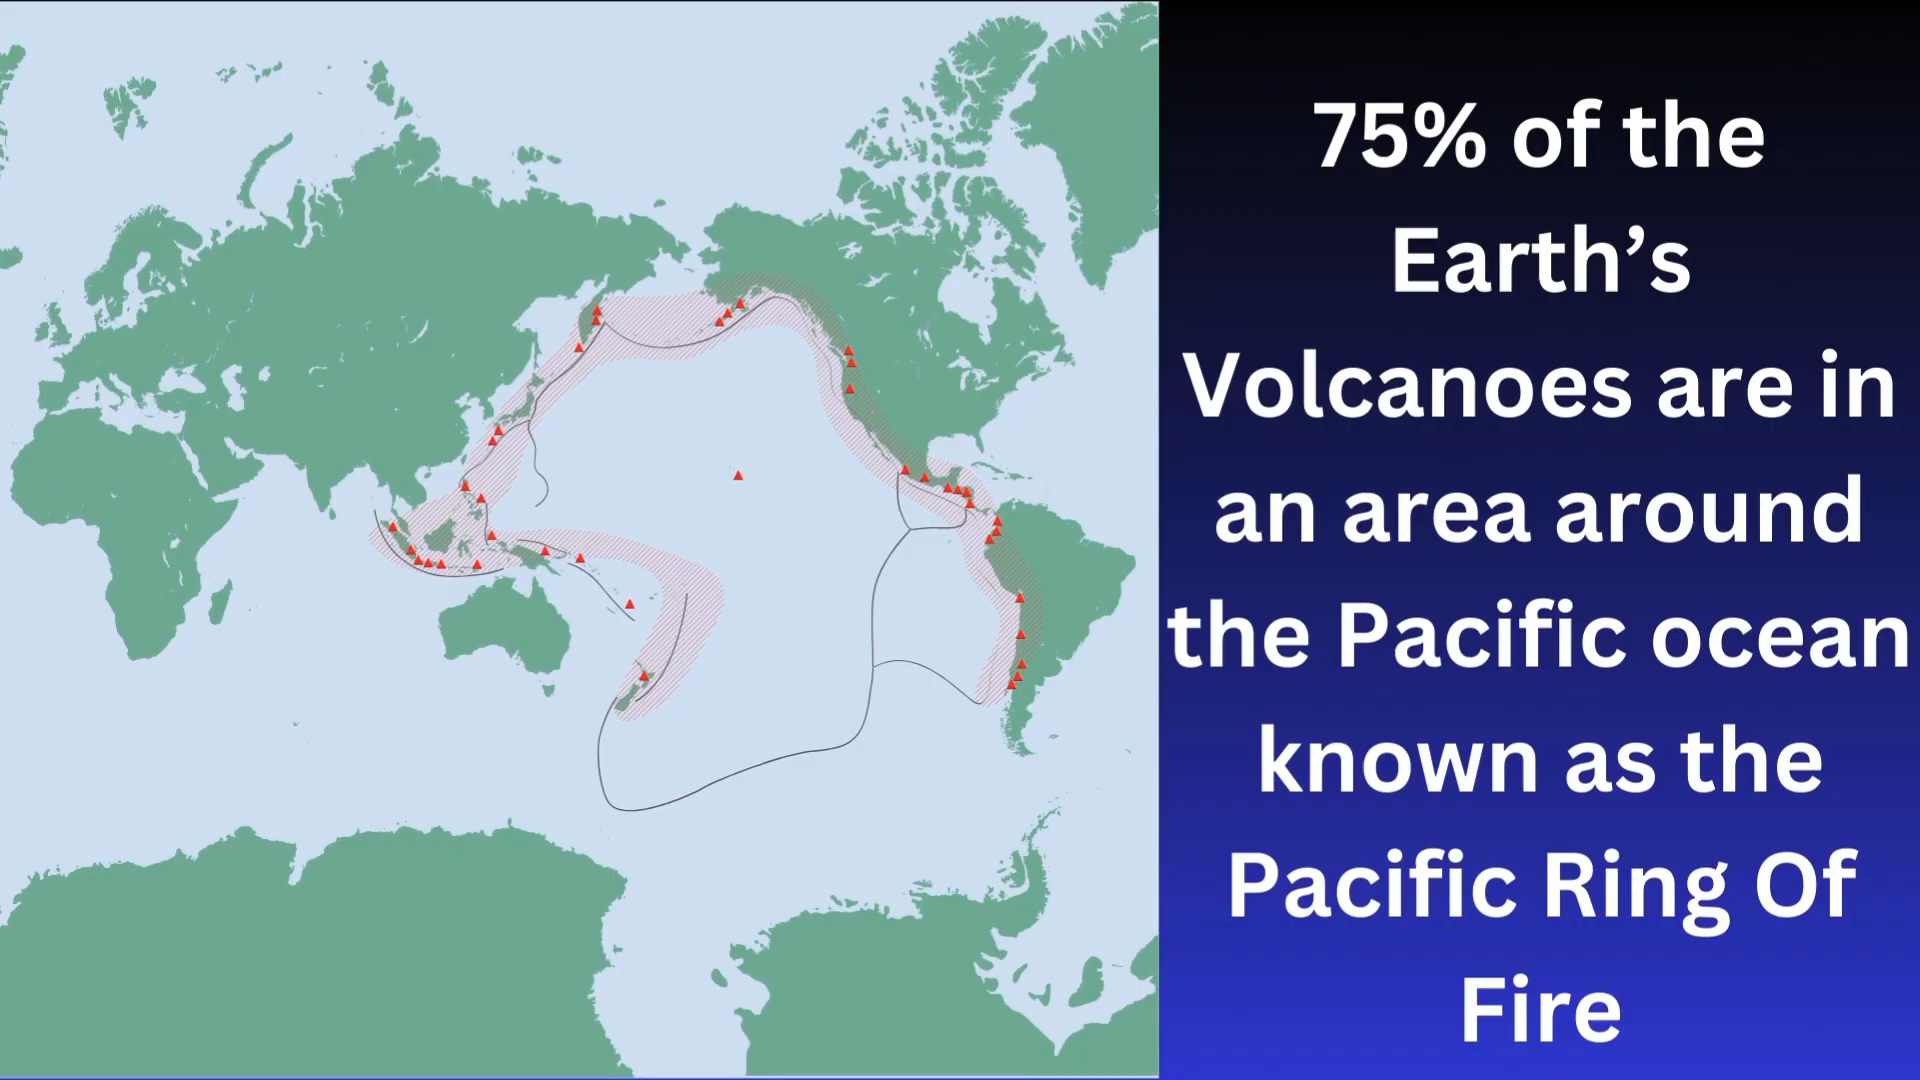 75% of the
Earth’s
Volcanoes are in
an area around
the Pacific ocean
known as the
Pacific Ring Of
Fire